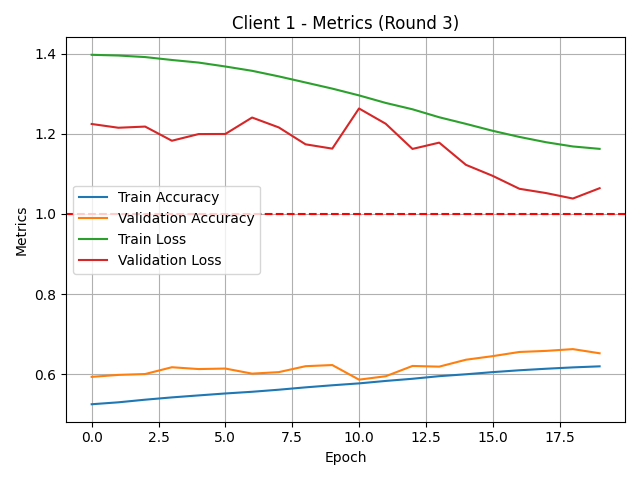 Client 1 - Metrics (Round 3)
1.4
1.2
1.0
0.8
0.6
Metrics
Train Accuracy
Validation Accuracy
Train Loss
Validation Loss
0.0 2.5 5.0 7.5 10.0 12.5 15.0 17.5
Epoch